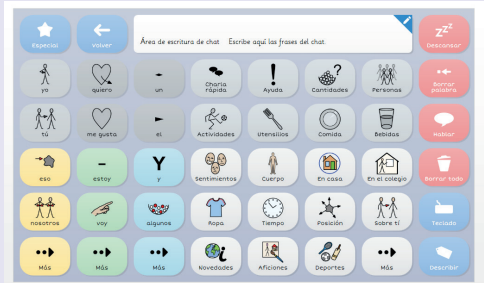 Especial
Volver
Área de escritura de chat    Escribe aquí las frases del chat.
zzz
Descansar
yo
quiero
un
Charla rápida
Ayuda
Cantidades
Personas
Borrar palabra
tú
me gusta
el
Actividades
Utensilios
Comida
Bebidas
Hablar
eso
estoy
Y
y
Sentimientos
Cuerpo
En casa
En el colegio
Borrar todo
nosotros
voy
algunos
Ropa
Tiempo
Posición
Sobre tí
Teclado
Más
Más
Más
Novedades
Aficiones
Deportes
Más
Describir